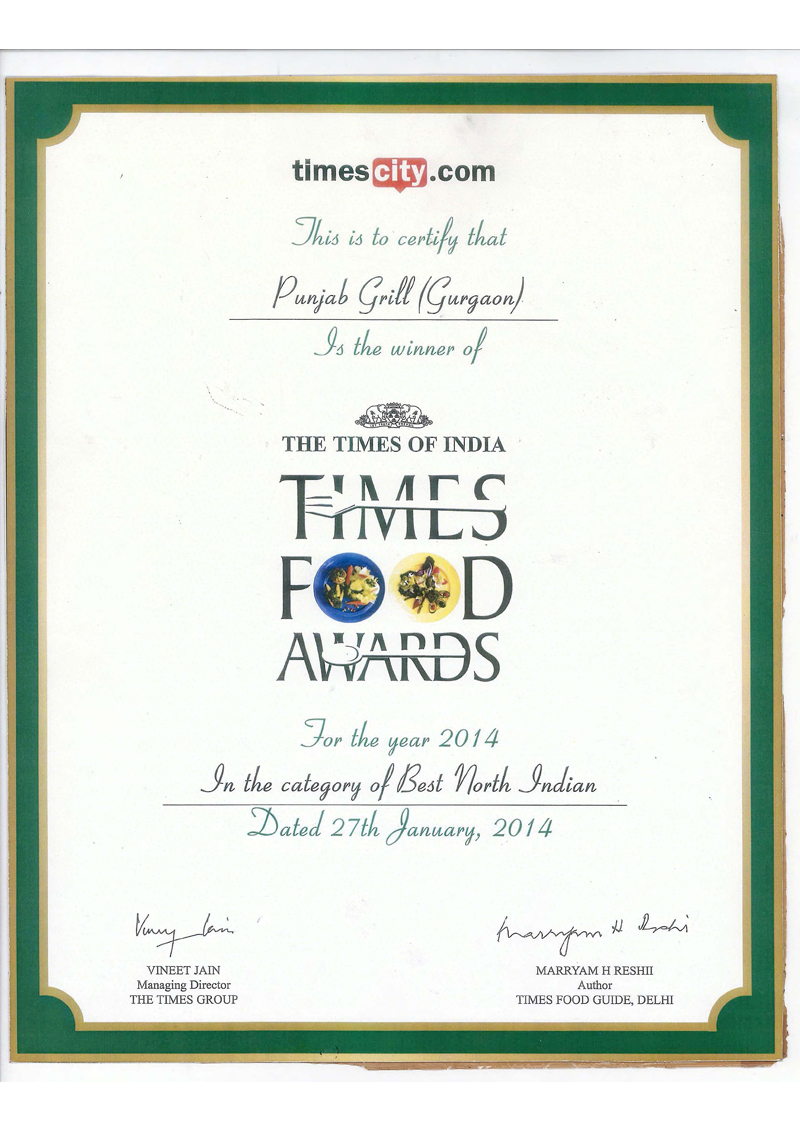 timescity.com
This is to certify that
Punjab Grill (Gurgaon)
Is the winner of
THE TIMES OF INDIA
TIMES
FOOD
AWARDS
For the year 2014
In the category of Best North Indian
Dated 27th January, 2014
Vineet Jain
Marryam H Reshii
VINEET JAIN
Managing Director
THE TIMES GROUP
MARRYAM H RESHII
Author
TIMES FOOD GUIDE, DELHI